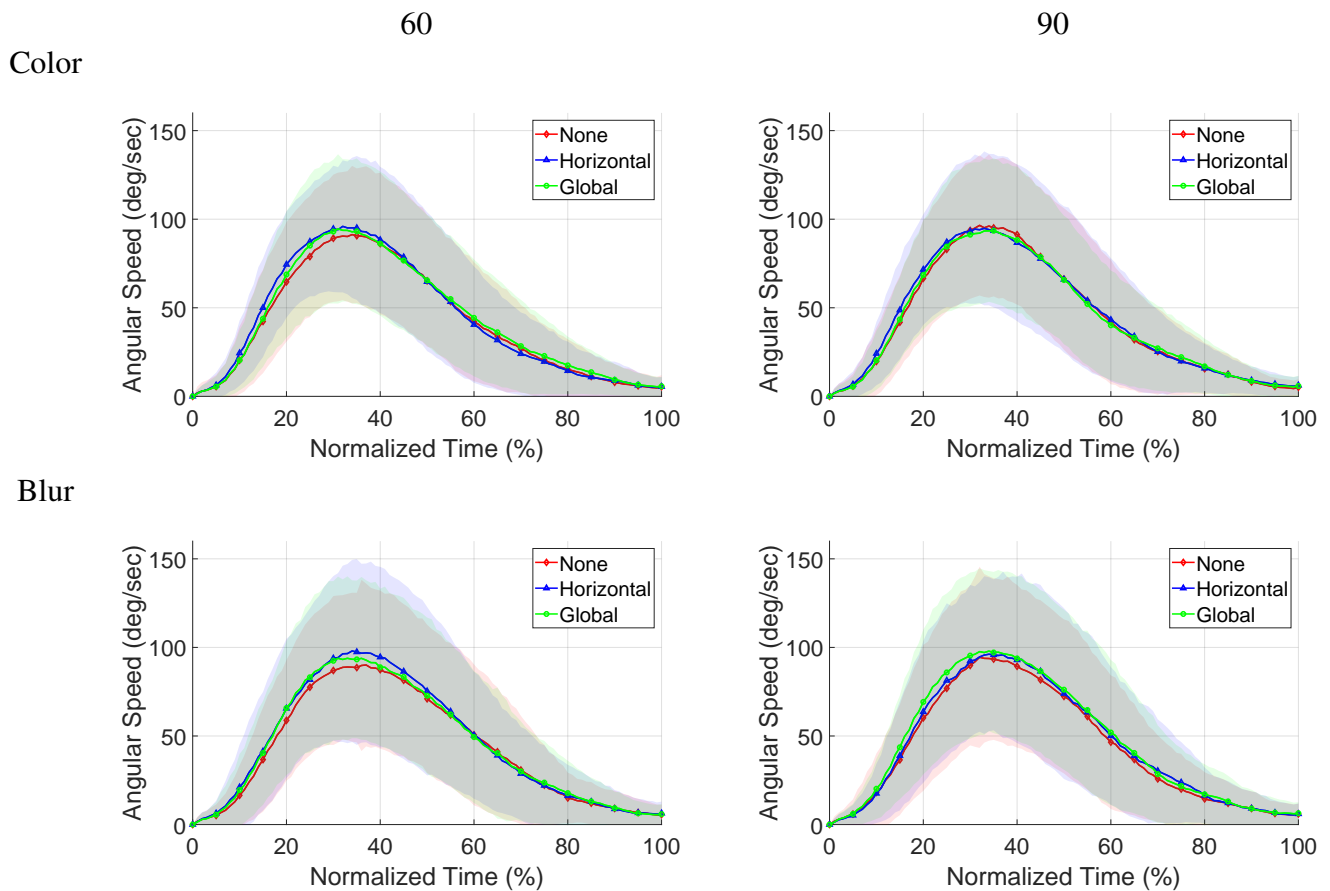 60 90
Color
Angular Speed (deg/sec)
150
100
50
0
None
Horizontal
Global
0 20 40 60 80 100
Normalized Time (%)
Angular Speed (deg/sec)
150
100
50
0
None
Horizontal
Global
0 20 40 60 80 100
Normalized Time (%)
Blur
Angular Speed (deg/sec)
150
100
50
0
None
Horizontal
Global
0 20 40 60 80 100
Normalized Time (%)
Angular Speed (deg/sec)
150
100
50
0
None
Horizontal
Global
0 20 40 60 80 100
Normalized Time (%)